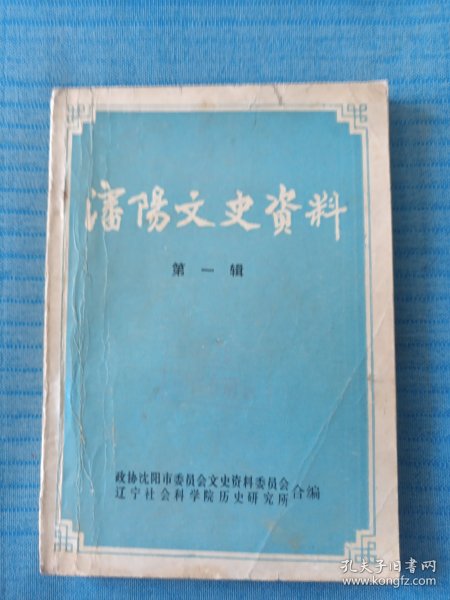 瀋陽文史资料
第一辑
政协沈阳市委员会文史资料委员会
辽宁社会科学院历史研究所
合编
孔夫子旧书网
www.kongfz.com